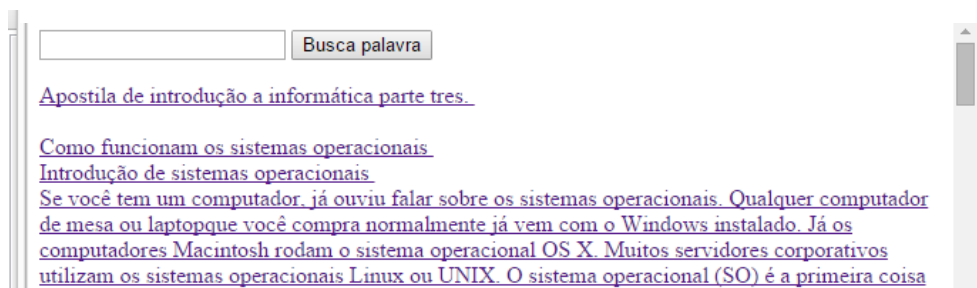 Busca palavra
Apostila de introdução a informática parte tres.
Como funcionam os sistemas operacionais
Introdução de sistemas operacionais
Se você tem um computador, já ouviu falar sobre os sistemas operacionais. Qualquer computador
de mesa ou laptopque você compra normalmente já vem com o Windows instalado. Já os
computadores Macintosh rodam o sistema operacional OS X. Muitos servidores corporativos
utilizam os sistemas operacionais Linux ou UNIX. O sistema operacional (SO) é a primeira coisa